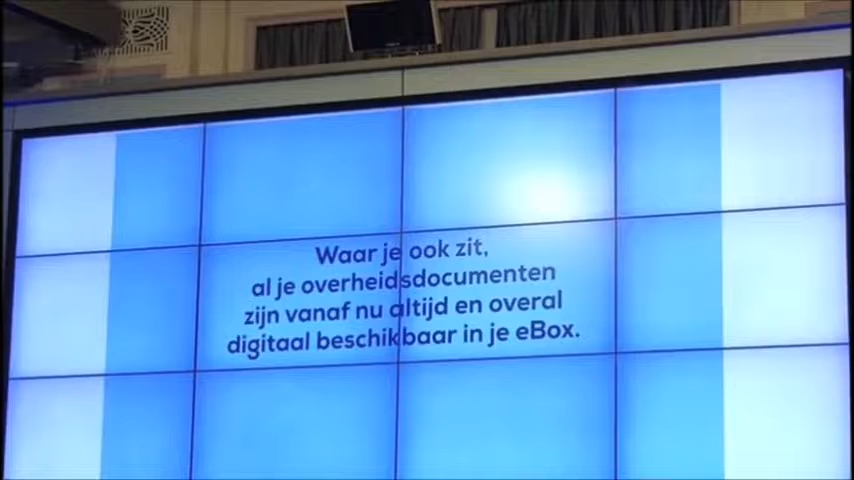 Waar je ook zit,
al je overheidsdocumenten
zijn vanaf nu altijd en overal
digitaal beschikbaar in je eBox.